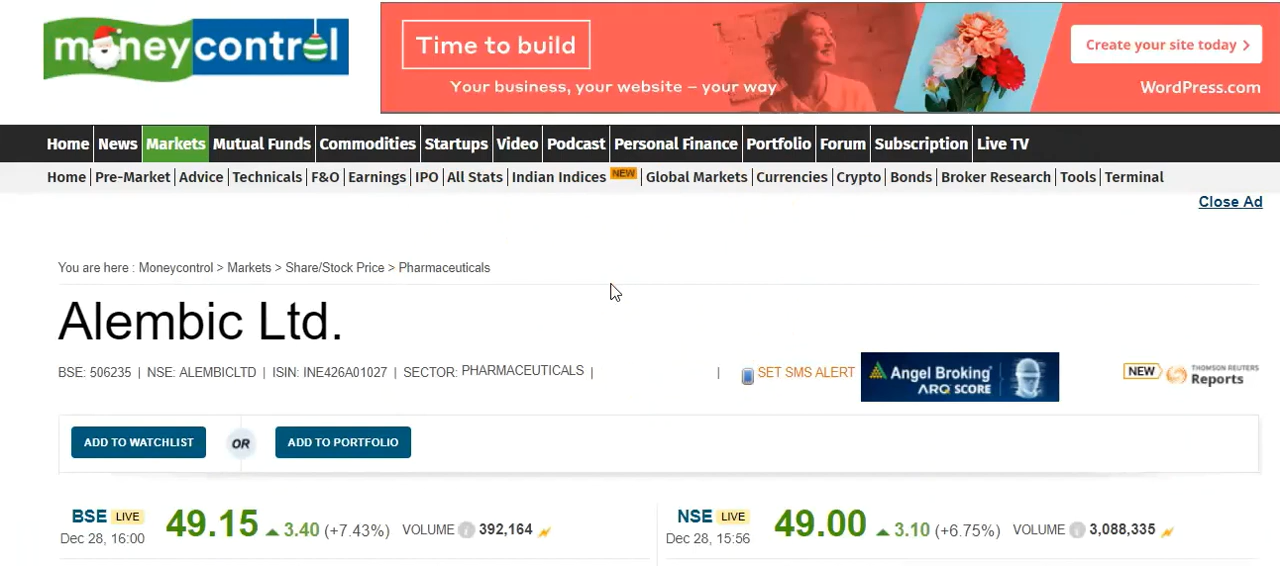 moneycontrol
Time to build
Your business, your website – your way
Create your site today >
WordPress.com
Home News Markets Mutual Funds Commodities Startups Video Podcast Personal Finance Portfolio Forum Subscription Live TV
Home Pre-Market Advice Technicals F&O Earnings IPO All Stats Indian Indices NEW Global Markets Currencies Crypto Bonds Broker Research Tools Terminal
Close Ad
You are here : Moneycontrol > Markets > Share/Stock Price > Pharmaceuticals
Alembic Ltd.
BSE: 506235 | NSE: ALEMBICLTD | ISIN: INE426A01027 | SECTOR: PHARMACEUTICALS | | SET SMS ALERT
Angel Broking
ARQ SCORE
NEW THOMSON REUTERS
Reports
ADD TO WATCHLIST OR ADD TO PORTFOLIO
BSE LIVE 49.15 3.40 (+7.43%) VOLUME i 392,164
Dec 28, 16:00
NSE LIVE 49.00 3.10 (+6.75%) VOLUME i 3,088,335
Dec 28, 15:56